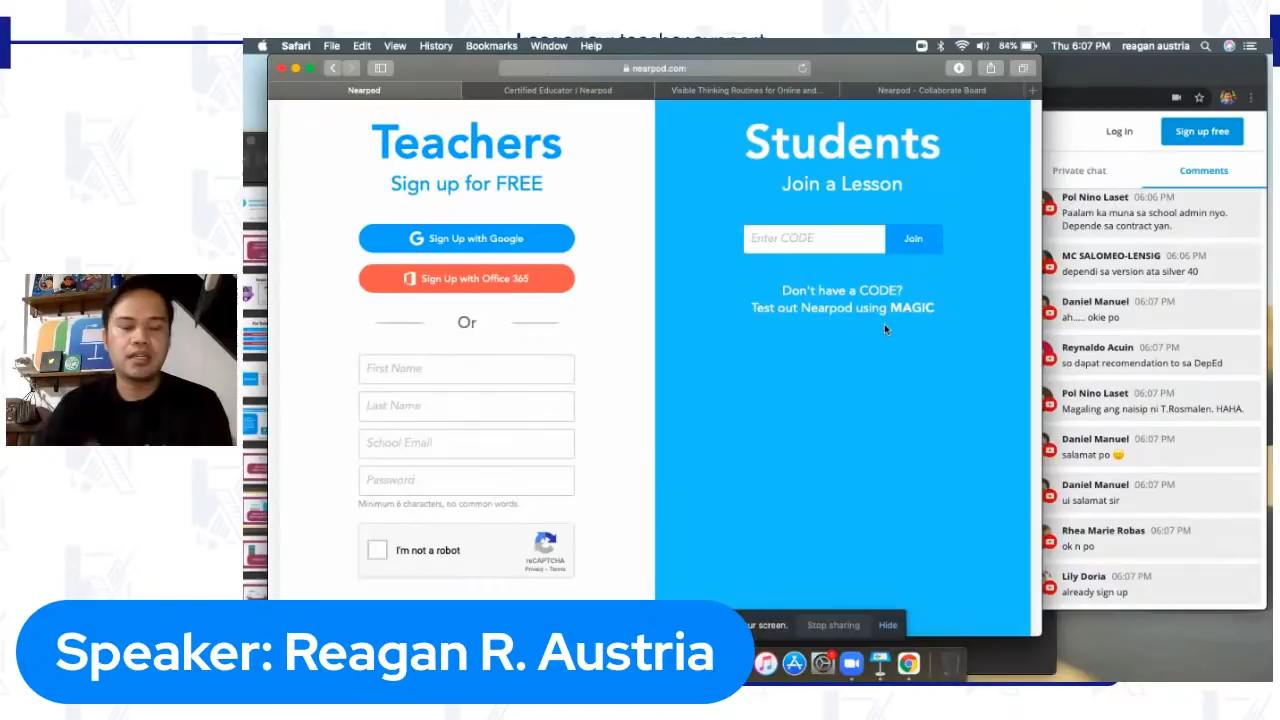 Safari File Edit View History Bookmarks Window Help
84% Thu 6:07 PM reagan austria
nearpod.com
Nearpod
Certified Educator | Nearpod
Visible Thinking Routines for Online and...
Nearpod - Collaborate Board
Teachers
Sign up for FREE
Sign Up with Google
Sign Up with Office 365
Or
First Name
Last Name
School Email
Password
Minimum 6 characters, no common words.
I'm not a robot
reCAPTCHA
Privacy - Terms
Students
Join a Lesson
Enter CODE
Join
Don't have a CODE?
Test out Nearpod using MAGIC
Log in
Sign up free
Private chat
Comments
Pol Nino Laset 06:06 PM
Paalam ka muna sa school admin nyo.
Depende sa contract yan.
MC SALOMEO-LENSIG 06:06 PM
dependi sa version ata silver 40
Daniel Manuel 06:07 PM
ah..... okie po
Reynaldo Acuin 06:07 PM
so dapat recomendation to sa DepEd
Pol Nino Laset 06:07 PM
Magaling ang naisip ni T.Rosmalen. HAHA.
Daniel Manuel 06:07 PM
salamat po 🙂
Daniel Manuel 06:07 PM
ui salamat sir
Rhea Marie Robas 06:07 PM
ok n po
Lily Doria 06:07 PM
already sign up
screen.
Stop sharing
Hide
Speaker: Reagan R. Austria